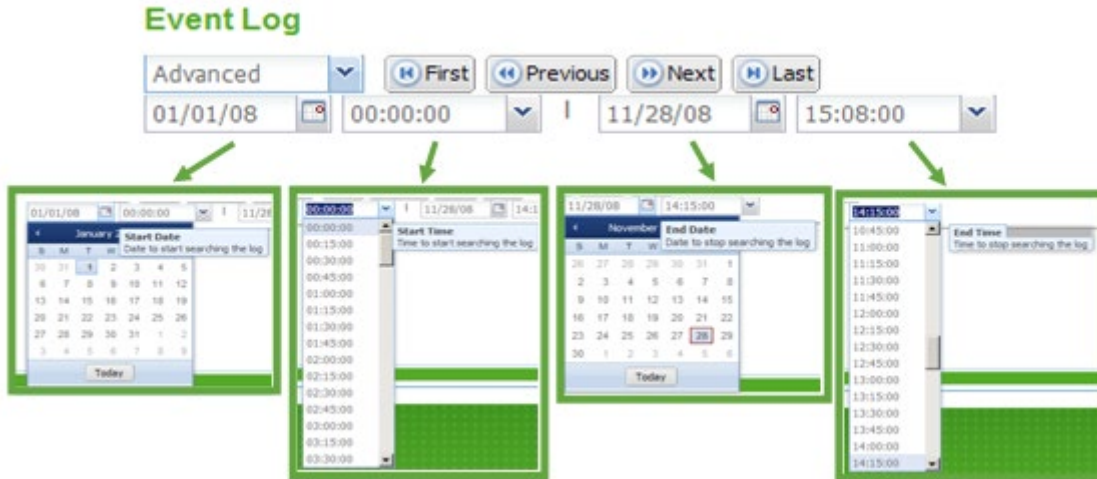 Event Log
Advanced First Previous Next Last
01/01/08 00:00:00 | 11/28/08 15:08:00
01/01/08 00:00:00 | 11/28
January
Start Date
Date to start searching the log
S M T W
30 31 1 2 3 4 5
6 7 8 9 10 11 12
13 14 15 16 17 18 19
20 21 22 23 24 25 26
27 28 29 30 31 1 2
3 4 5 6 7 8 9
Today
00:00:00 | 11/28/08 14:1
Start Time
Time to start searching the log
00:00:00
00:15:00
00:30:00
00:45:00
01:00:00
01:15:00
01:30:00
01:45:00
02:00:00
02:15:00
02:30:00
02:45:00
03:00:00
03:15:00
03:30:00
11/28/08 14:15:00
November
End Date
Date to stop searching the log
S M T W
26 27 28 29 30 31 1
2 3 4 5 6 7 8
9 10 11 12 13 14 15
16 17 18 19 20 21 22
23 24 25 26 27 28 29
30 1 2 3 4 5 6
Today
14:15:00
End Time
Time to stop searching the log
10:45:00
11:00:00
11:15:00
11:30:00
11:45:00
12:00:00
12:15:00
12:30:00
12:45:00
13:00:00
13:15:00
13:30:00
13:45:00
14:00:00
14:15:00